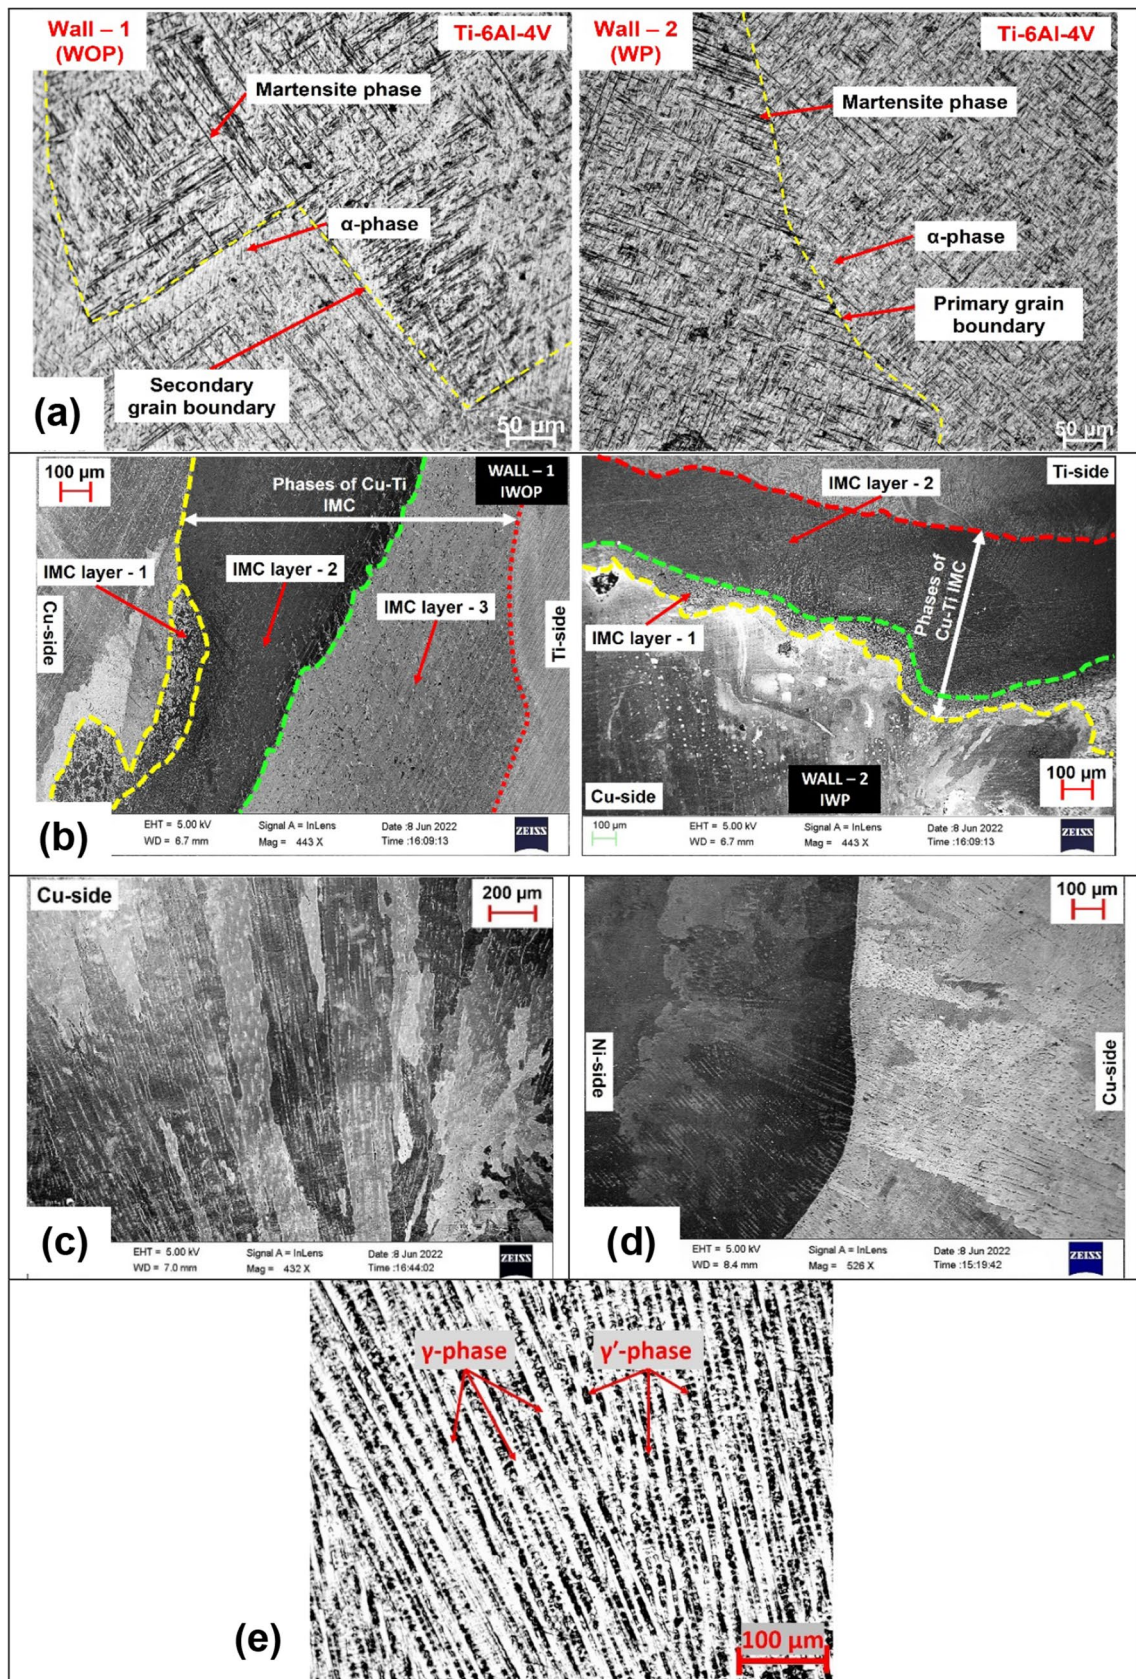 Wall – 1
(WOP)
Ti-6Al-4V
Martensite phase
α-phase
Secondary
grain boundary
(a)
50 µm
Wall – 2
(WP)
Ti-6Al-4V
Martensite phase
α-phase
Primary grain
boundary
50 µm
100 µm
WALL – 1
IWOP
Phases of Cu-Ti
IMC
IMC layer - 1
IMC layer - 2
IMC layer - 3
Cu-side
Ti-side
(b)
EHT = 5.00 kV
Signal A = InLens
Date :8 Jun 2022
WD = 6.7 mm
Mag = 443 X
Time :16:09:13
ZEISS
Ti-side
IMC layer - 2
Phases of
Cu-Ti IMC
IMC layer - 1
WALL – 2
IWP
Cu-side
100 µm
100 µm
EHT = 5.00 kV
Signal A = InLens
Date :8 Jun 2022
WD = 6.7 mm
Mag = 443 X
Time :16:09:13
ZEISS
Cu-side
200 µm
(c)
EHT = 5.00 kV
Signal A = InLens
Date :8 Jun 2022
WD = 7.0 mm
Mag = 432 X
Time :16:44:02
ZEISS
100 µm
Ni-side
Cu-side
(d)
EHT = 5.00 kV
Signal A = InLens
Date :8 Jun 2022
WD = 8.4 mm
Mag = 526 X
Time :15:19:42
ZEISS
γ-phase
γ′-phase
(e)
100 µm